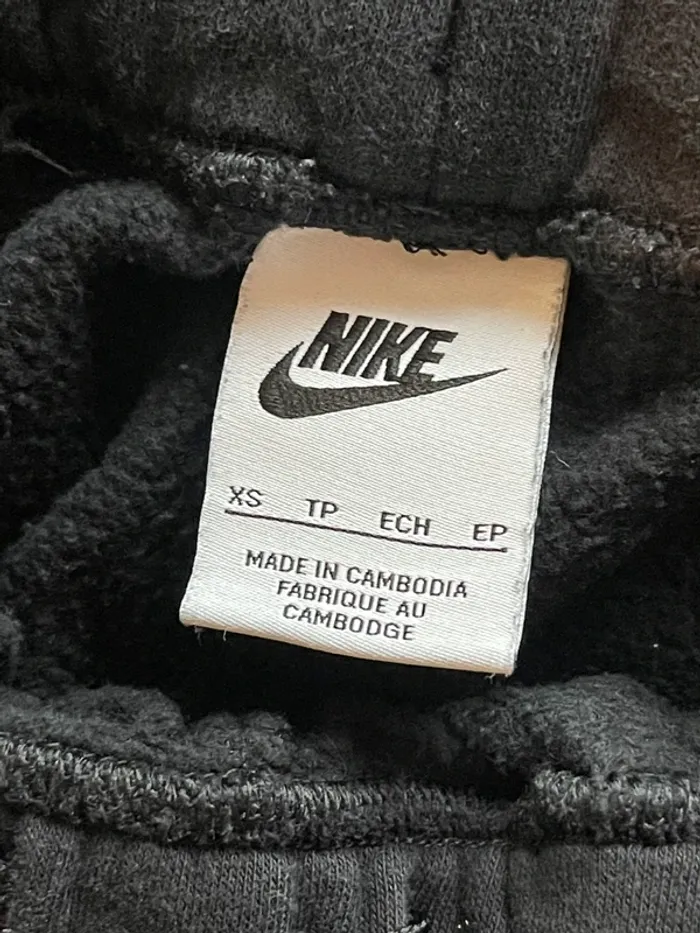 NIKE
XS TP ECH EP
MADE IN CAMBODIA
FABRIQUE AU
CAMBODGE